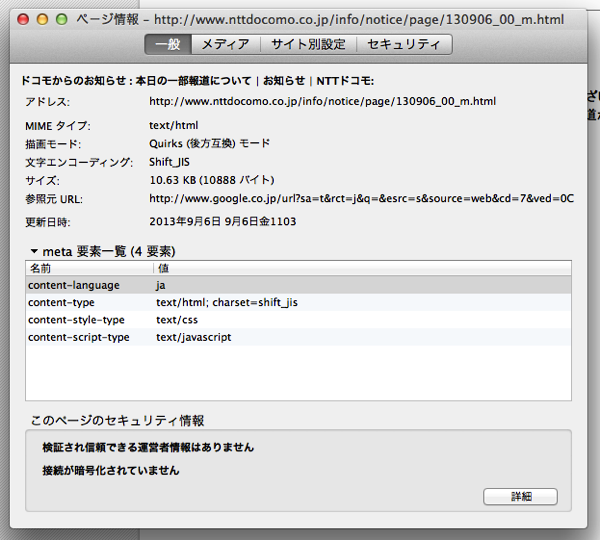 ページ情報 – http://www.nttdocomo.co.jp/info/notice/page/130906_00_m.html
一般 メディア サイト別設定 セキュリティ
ドコモからのお知らせ : 本日の一部報道について | お知らせ | NTTドコモ:
アドレス: http://www.nttdocomo.co.jp/info/notice/page/130906_00_m.html
MIME タイプ: text/html
描画モード: Quirks (後方互換) モード
文字エンコーディング: Shift_JIS
サイズ: 10.63 KB (10888 バイト)
参照元 URL: http://www.google.co.jp/url?sa=t&rct=j&q=&esrc=s&source=web&cd=7&ved=0C
更新日時: 2013年9月6日 9月6日金1103
meta 要素一覧 (4 要素)
名前 値
content-language ja
content-type text/html; charset=shift_jis
content-style-type text/css
content-script-type text/javascript
このページのセキュリティ情報
検証され信頼できる運営者情報はありません
接続が暗号化されていません
詳細